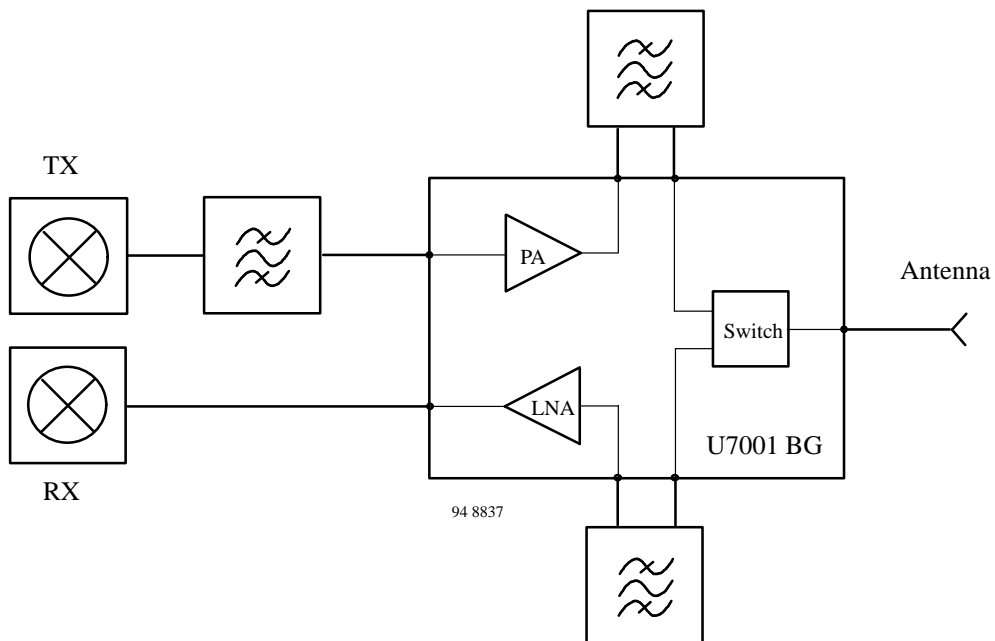 TX
PA
Antenna
Switch
LNA
U7001 BG
RX
94 8837